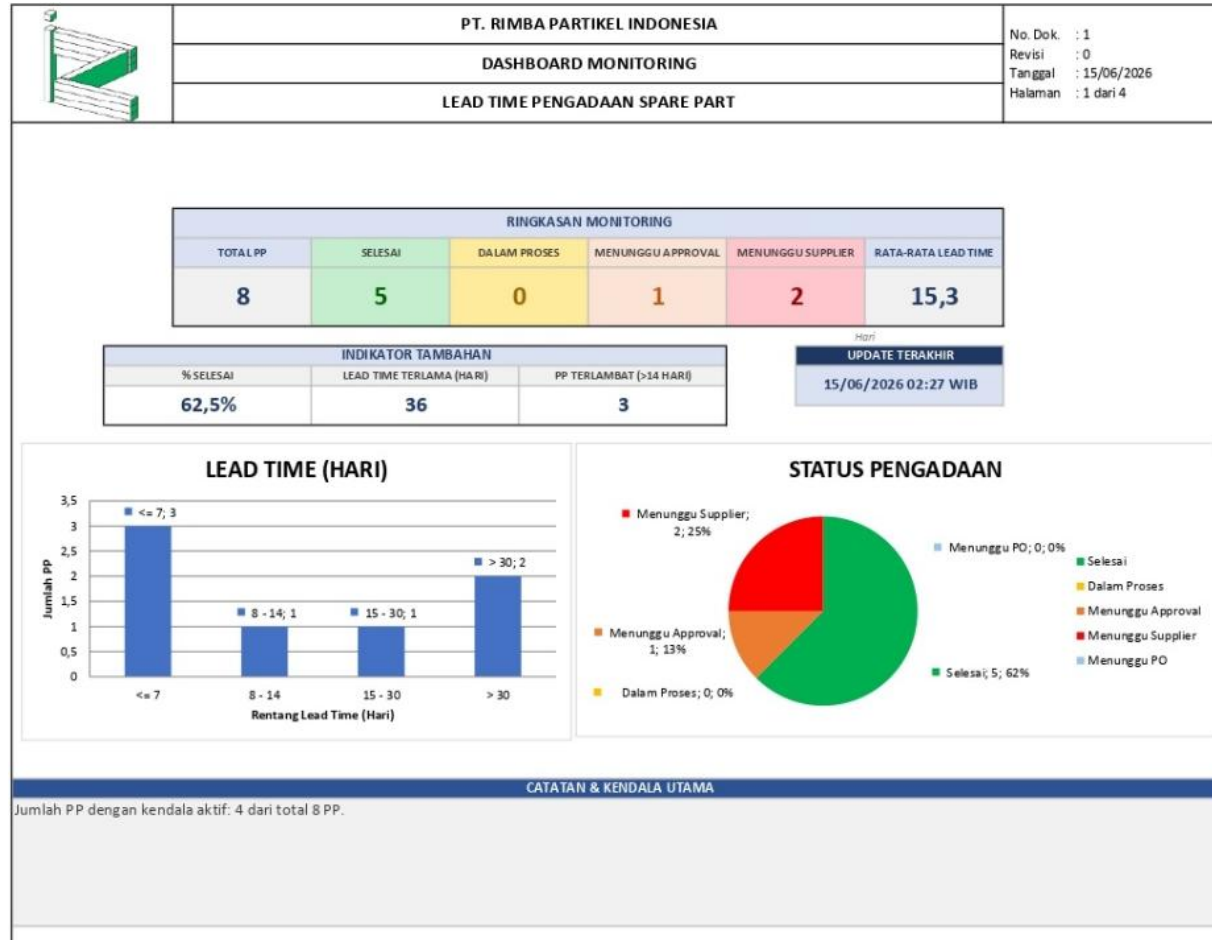 PT. RIMBA PARTIKEL INDONESIA
DASHBOARD MONITORING
LEAD TIME PENGADAAN SPARE PART
No. Dok. : 1
Revisi : 0
Tanggal : 15/06/2026
Halaman : 1 dari 4
RINGKASAN MONITORING
TOTAL PP SELESAI DALAM PROSES MENUNGGU APPROVAL MENUNGGU SUPPLIER RATA-RATA LEAD TIME
8 5 0 1 2 15,3
Hari
INDIKATOR TAMBAHAN
% SELESAI LEAD TIME TERLAMA (HARI) PP TERLAMBAT (>14 HARI)
62,5% 36 3
UPDATE TERAKHIR
15/06/2026 02:27 WIB
LEAD TIME (HARI)
3,5
3
2,5
2
1,5
1
0,5
0
Jumlah PP
<= 7; 3
8 - 14; 1
15 - 30; 1
> 30; 2
<= 7 8 - 14 15 - 30 > 30
Rentang Lead Time (Hari)
STATUS PENGADAAN
Menunggu Supplier;
2; 25%
Menunggu PO; 0; 0%
Menunggu Approval;
1; 13%
Dalam Proses; 0; 0%
Selesai; 5; 62%
Selesai
Dalam Proses
Menunggu Approval
Menunggu Supplier
Menunggu PO
CATATAN & KENDALA UTAMA
Jumlah PP dengan kendala aktif: 4 dari total 8 PP.